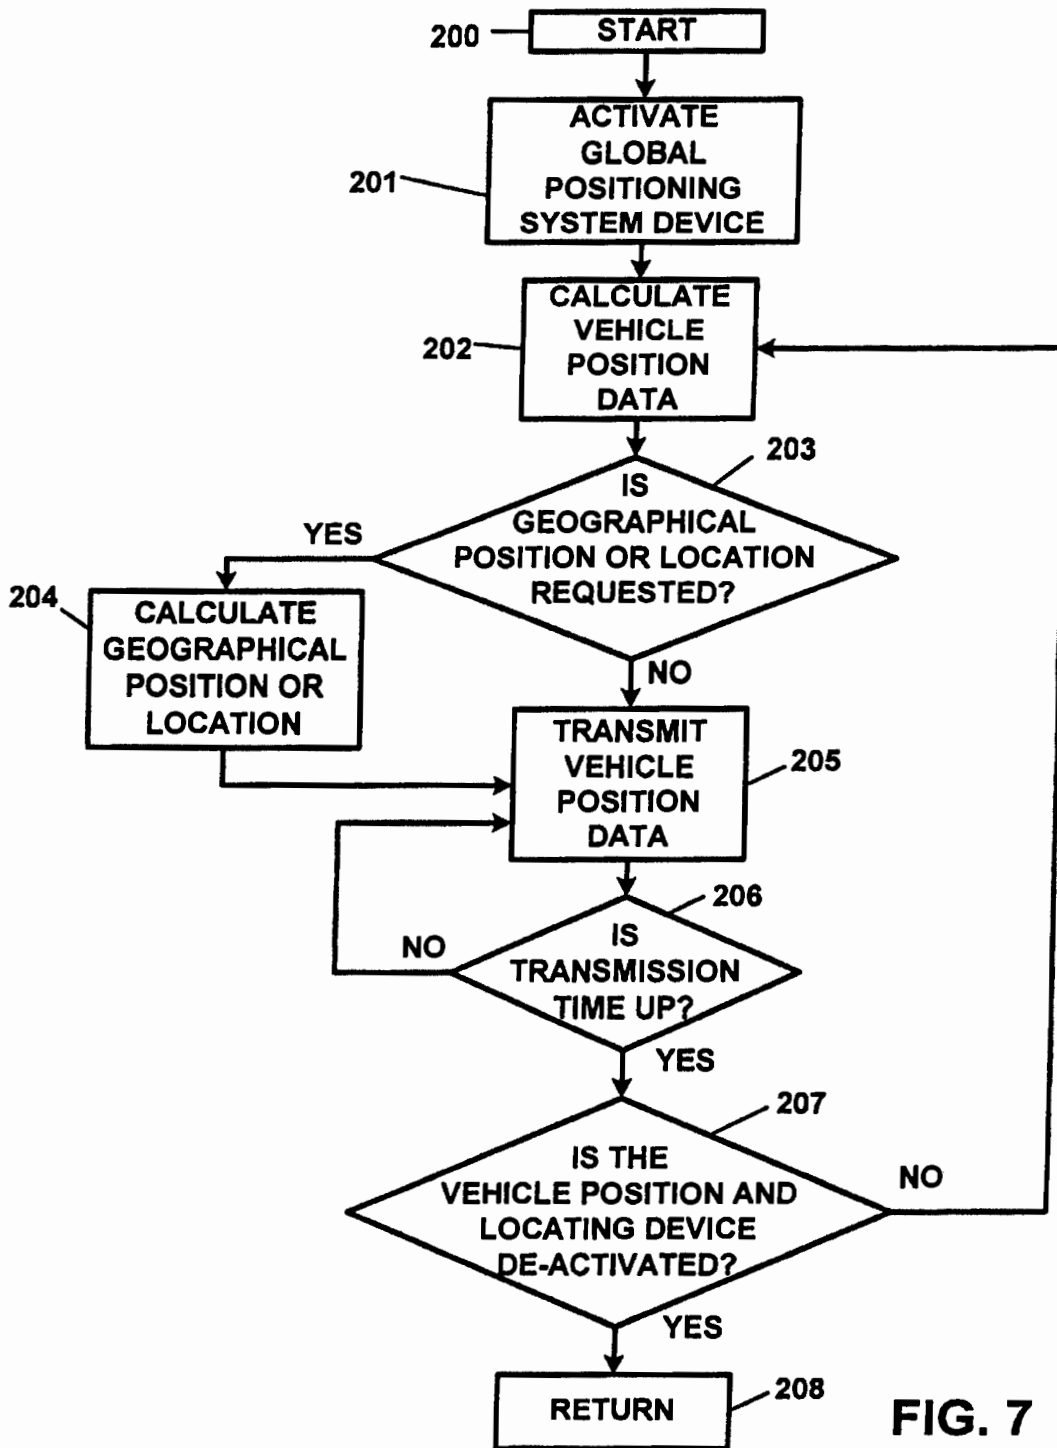 200
START
ACTIVATE
GLOBAL
POSITIONING
SYSTEM DEVICE
201
CALCULATE
VEHICLE
POSITION
DATA
202
203
IS
GEOGRAPHICAL
POSITION OR LOCATION
REQUESTED?
YES
204
CALCULATE
GEOGRAPHICAL
POSITION OR
LOCATION
NO
TRANSMIT
VEHICLE
POSITION
DATA
205
206
NO
IS
TRANSMISSION
TIME UP?
YES
207
IS THE
VEHICLE POSITION AND
LOCATING DEVICE
DE-ACTIVATED?
NO
YES
RETURN
208
FIG. 7